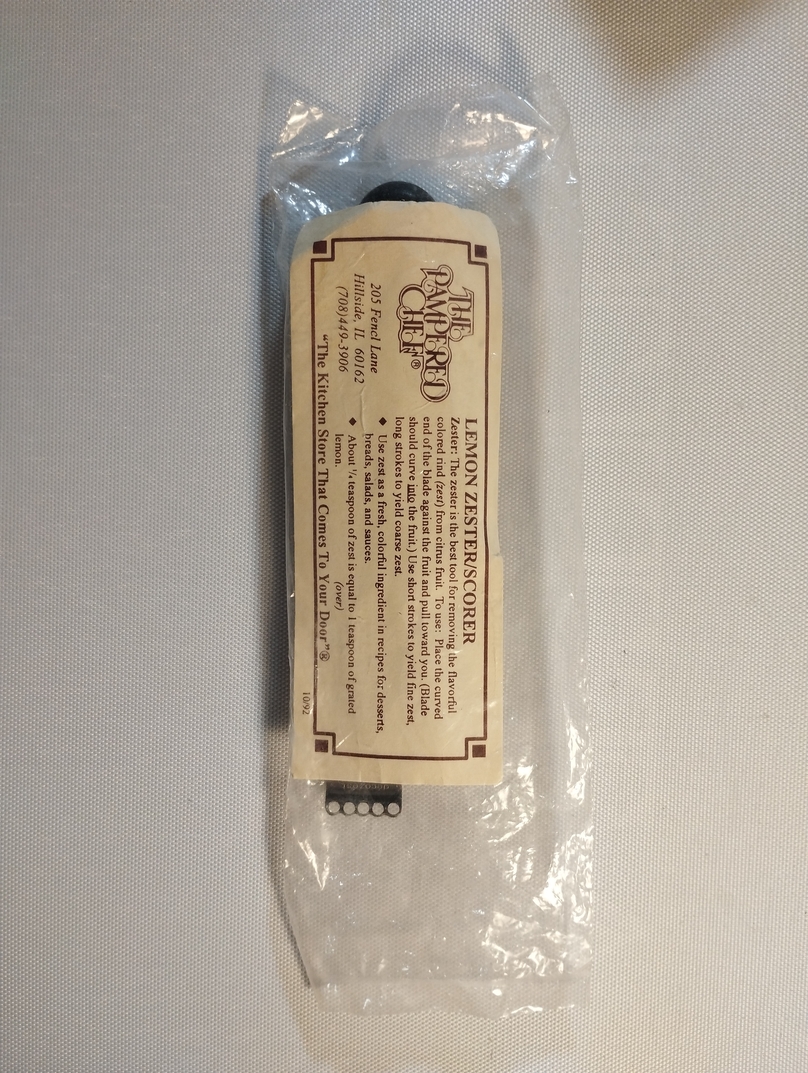 THE
PAMPERED
CHEF®
205 Fencl Lane
Hillside, IL 60162
(708)449-3906
LEMON ZESTER/SCORER
Zester: The zester is the best tool for removing the flavorful
colored rind (zest) from citrus fruit. To use: Place the curved
end of the blade against the fruit and pull toward you. (Blade
should curve into the fruit.) Use short strokes to yield fine zest,
long strokes to yield coarse zest.
◆ Use zest as a fresh, colorful ingredient in recipes for desserts,
breads, salads, and sauces.
◆ About ¼ teaspoon of zest is equal to 1 teaspoon of grated
lemon.
(over)
"The Kitchen Store That Comes To Your Door"®
10/92